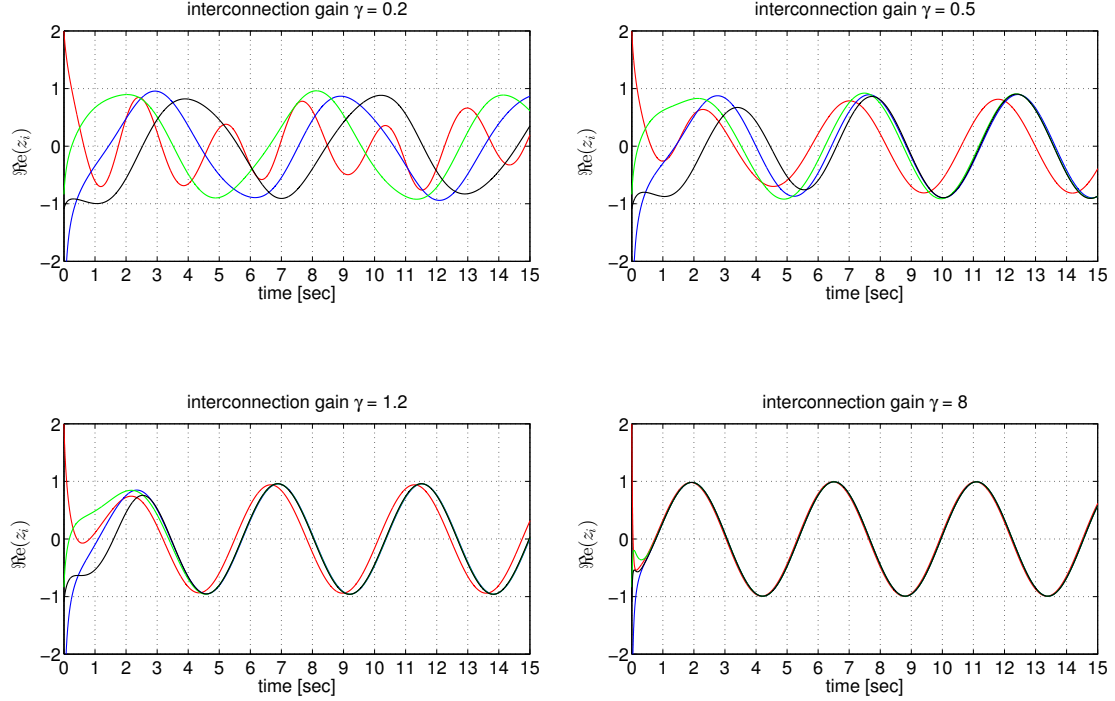 interconnection gain γ = 0.2
2
1
0
−1
−2
ℜe(z_i)
0 1 2 3 4 5 6 7 8 9 10 11 12 13 14 15
time [sec]
interconnection gain γ = 0.5
2
1
0
−1
−2
ℜe(z_i)
0 1 2 3 4 5 6 7 8 9 10 11 12 13 14 15
time [sec]
interconnection gain γ = 1.2
2
1
0
−1
−2
ℜe(z_i)
0 1 2 3 4 5 6 7 8 9 10 11 12 13 14 15
time [sec]
interconnection gain γ = 8
2
1
0
−1
−2
ℜe(z_i)
0 1 2 3 4 5 6 7 8 9 10 11 12 13 14 15
time [sec]